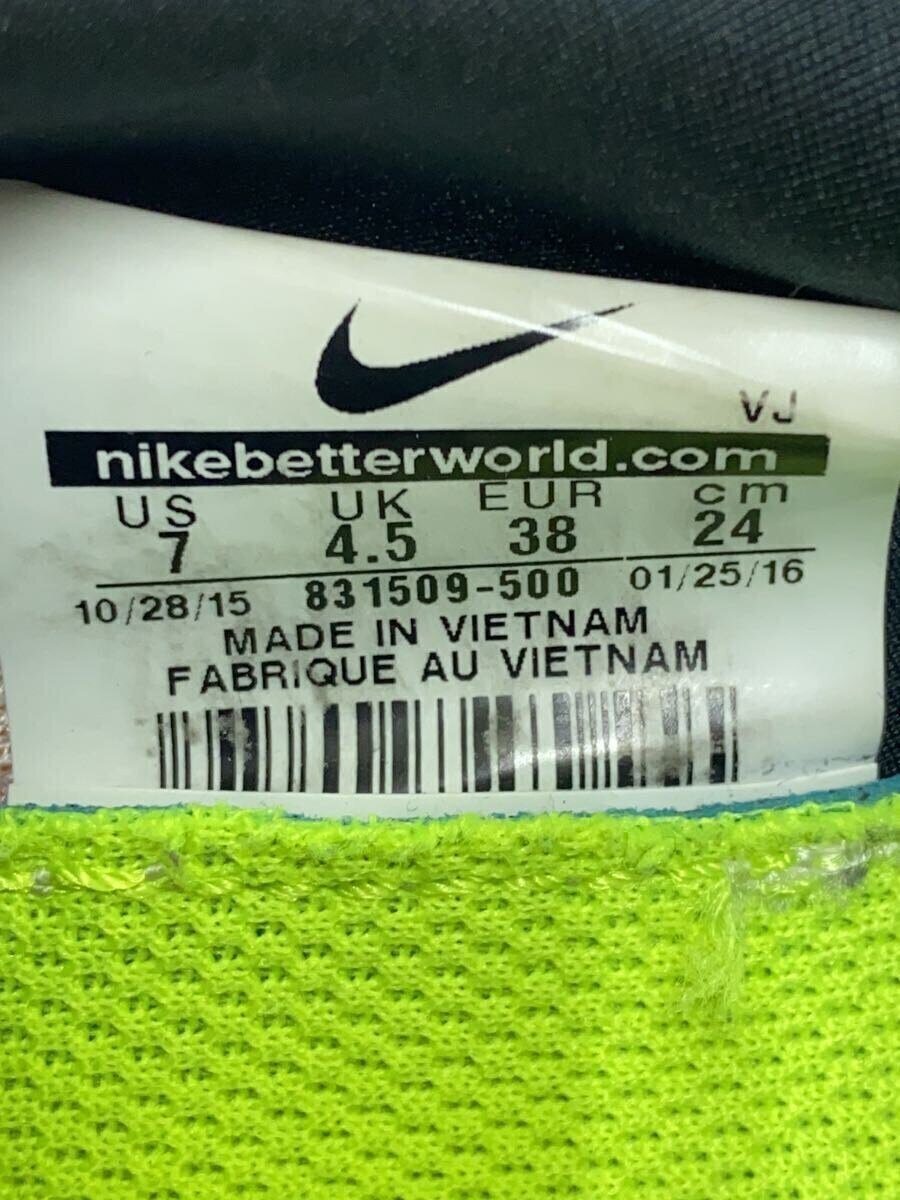 VJ
nikebetterworld.com
US UK EUR cm
7 4.5 38 24
10/28/15 831509-500 01/25/16
MADE IN VIETNAM
FABRIQUE AU VIETNAM